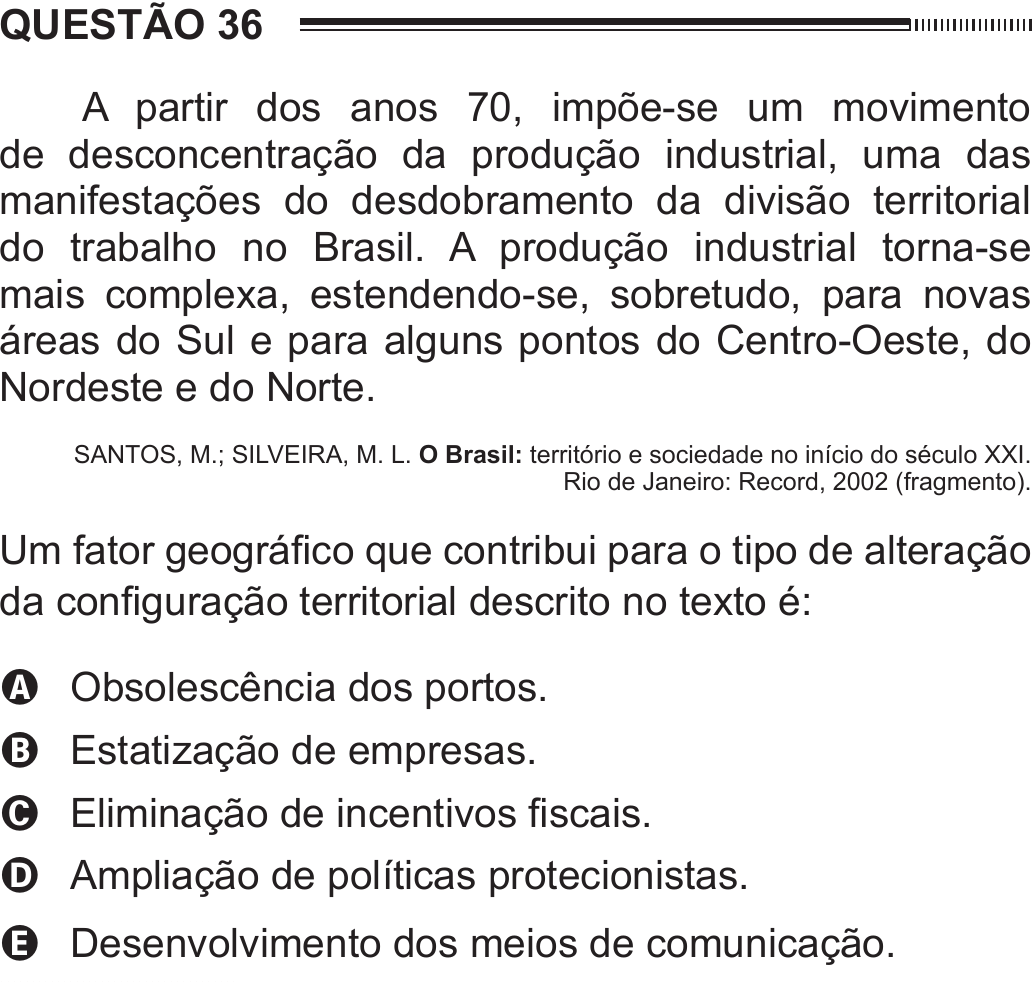 QUESTÃO 36
A partir dos anos 70, impõe-se um movimento
de desconcentração da produção industrial, uma das
manifestações do desdobramento da divisão territorial
do trabalho no Brasil. A produção industrial torna-se
mais complexa, estendendo-se, sobretudo, para novas
áreas do Sul e para alguns pontos do Centro-Oeste, do
Nordeste e do Norte.
SANTOS, M.; SILVEIRA, M. L. O Brasil: território e sociedade no início do século XXI.
Rio de Janeiro: Record, 2002 (fragmento).
Um fator geográfico que contribui para o tipo de alteração
da configuração territorial descrito no texto é:
A Obsolescência dos portos.
B Estatização de empresas.
C Eliminação de incentivos fiscais.
D Ampliação de políticas protecionistas.
E Desenvolvimento dos meios de comunicação.